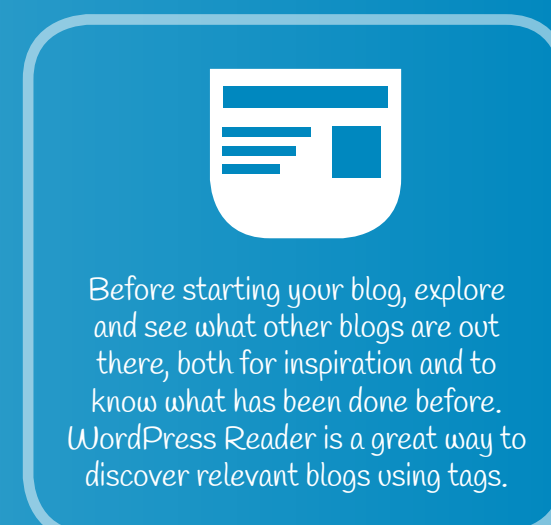 Before starting your blog, explore
and see what other blogs are out
there, both for inspiration and to
know what has been done before.
WordPress Reader is a great way to
discover relevant blogs using tags.